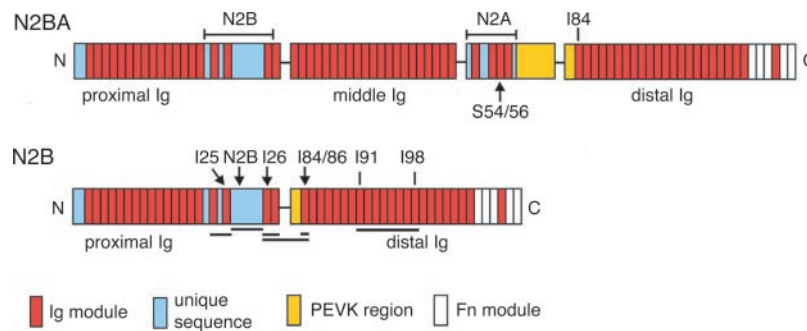 N2BA
N2B
N2A
I84
N
C
proximal Ig
middle Ig
distal Ig
S54/56
N2B
I25
N2B
I26
I84/86
I91
I98
N
C
proximal Ig
distal Ig
Ig module
unique
sequence
PEVK region
Fn module